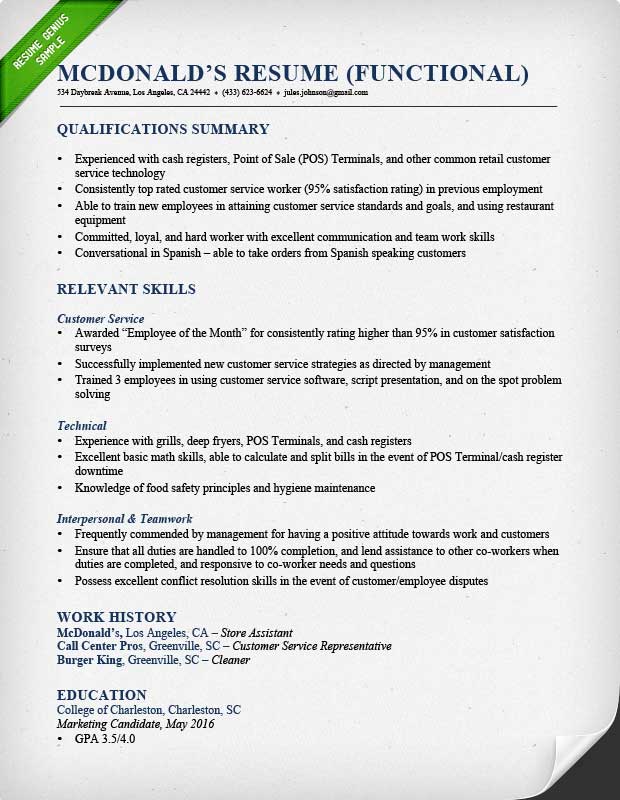 RESUME GENIUS
SAMPLE
MCDONALD'S RESUME (FUNCTIONAL)
534 Daybreak Avenue, Los Angeles, CA 24442 ♦ (433) 623-6624 ♦ jules.johnson@gmail.com
QUALIFICATIONS SUMMARY
• Experienced with cash registers, Point of Sale (POS) Terminals, and other common retail customer
service technology
• Consistently top rated customer service worker (95% satisfaction rating) in previous employment
• Able to train new employees in attaining customer service standards and goals, and using restaurant
equipment
• Committed, loyal, and hard worker with excellent communication and team work skills
• Conversational in Spanish – able to take orders from Spanish speaking customers
RELEVANT SKILLS
Customer Service
• Awarded “Employee of the Month” for consistently rating higher than 95% in customer satisfaction
surveys
• Successfully implemented new customer service strategies as directed by management
• Trained 3 employees in using customer service software, script presentation, and on the spot problem
solving
Technical
• Experience with grills, deep fryers, POS Terminals, and cash registers
• Excellent basic math skills, able to calculate and split bills in the event of POS Terminal/cash register
downtime
• Knowledge of food safety principles and hygiene maintenance
Interpersonal & Teamwork
• Frequently commended by management for having a positive attitude towards work and customers
• Ensure that all duties are handled to 100% completion, and lend assistance to other co-workers when
duties are completed, and responsive to co-worker needs and questions
• Possess excellent conflict resolution skills in the event of customer/employee disputes
WORK HISTORY
McDonald's, Los Angeles, CA – Store Assistant
Call Center Pros, Greenville, SC – Customer Service Representative
Burger King, Greenville, SC – Cleaner
EDUCATION
College of Charleston, Charleston, SC
Marketing Candidate, May 2016
• GPA 3.5/4.0